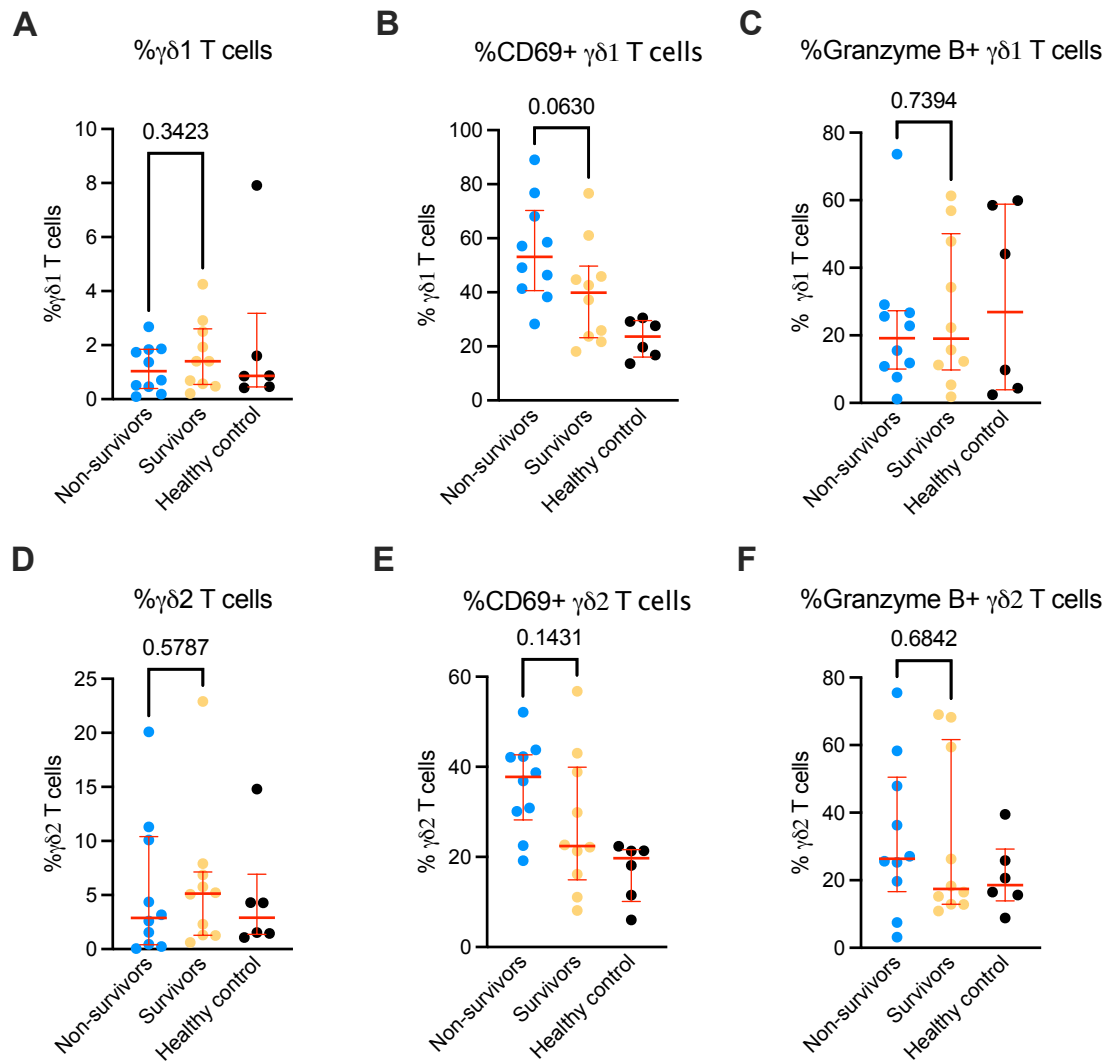 A
%γδ1 T cells
0.3423
10
8
6
4
2
0
%γδ1 T cells
Non-survivors
Survivors
Healthy control
B
%CD69+ γδ1 T cells
0.0630
100
80
60
40
20
0
% γδ1 T cells
Non-survivors
Survivors
Healthy control
C
%Granzyme B+ γδ1 T cells
0.7394
80
60
40
20
0
% γδ1 T cells
Non-survivors
Survivors
Healthy control
D
%γδ2 T cells
0.5787
25
20
15
10
5
0
%γδ2 T cells
Non-survivors
Survivors
Healthy control
E
%CD69+ γδ2 T cells
0.1431
60
40
20
0
% γδ2 T cells
Non-survivors
Survivors
Healthy control
F
%Granzyme B+ γδ2 T cells
0.6842
80
60
40
20
0
% γδ2 T cells
Non-survivors
Survivors
Healthy control